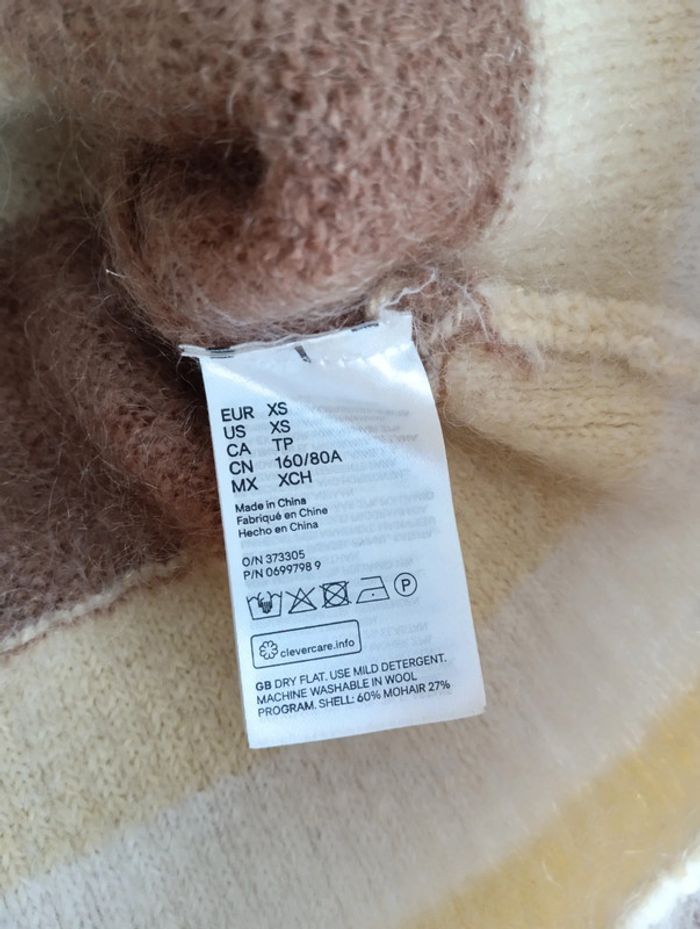 EUR XS
US XS
CA TP
CN 160/80A
MX XCH
Made in China
Fabriqué en Chine
Hecho en China
O/N 373305
P/N 0699798 9
P
clevercare.info
GB DRY FLAT. USE MILD DETERGENT.
MACHINE WASHABLE IN WOOL
PROGRAM. SHELL: 60% MOHAIR 27%